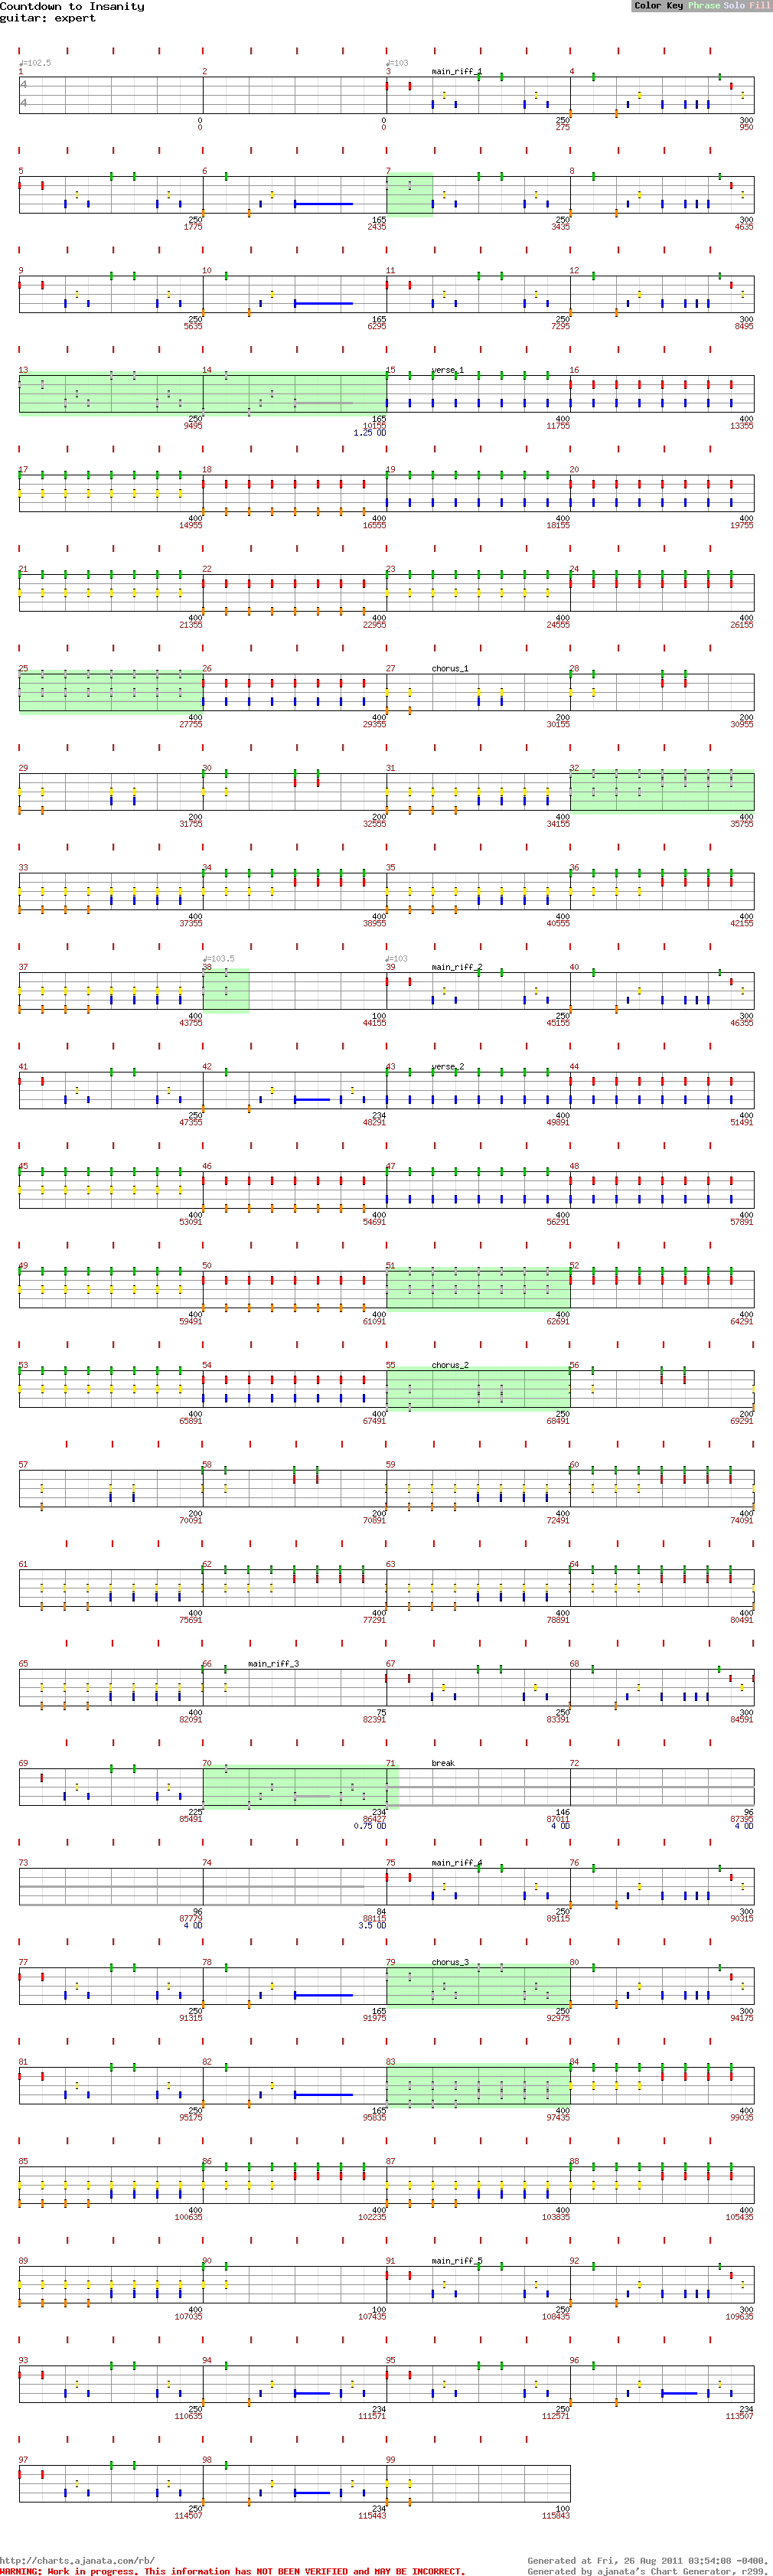 Countdown to Insanity
guitar: expert
Color Key Phrase Solo Fill
♩=102.5 ♩=103
1 2 3 main_riff_1 4
4
4
0 0 250 300
0 0 275 950
5 6 7 8
250 165 250 300
1775 2435 3435 4635
9 10 11 12
250 165 250 300
5635 6295 7295 8495
13 14 15 verse_1 16
250 165 400 400
9495 10155 11755 13355
1.25 OD
17 18 19 20
400 400 400 400
14955 16555 18155 19755
21 22 23 24
400 400 400 400
21355 22955 24555 26155
25 26 27 chorus_1 28
400 400 200 200
27755 29355 30155 30955
29 30 31 32
200 200 400 400
31755 32555 34155 35755
33 34 35 36
400 400 400 400
37355 38955 40555 42155
♩=103.5 ♩=103
37 38 39 main_riff_2 40
400 100 250 300
43755 44155 45155 46355
41 42 43 verse_2 44
250 234 400 400
47355 48291 49891 51491
45 46 47 48
400 400 400 400
53091 54691 56291 57891
49 50 51 52
400 400 400 400
59491 61091 62691 64291
53 54 55 chorus_2 56
400 400 250 200
65891 67491 68491 69291
57 58 59 60
200 200 400 400
70091 70891 72491 74091
61 62 63 64
400 400 400 400
75691 77291 78891 80491
65 66 main_riff_3 67 68
400 75 250 300
82091 82391 83391 84591
69 70 71 break 72
225 234 146 96
85491 86427 87011 87395
0.75 OD 4 OD 4 OD
73 74 75 main_riff_4 76
96 84 250 300
87779 88115 89115 90315
4 OD 3.5 OD
77 78 79 chorus_3 80
250 165 250 300
91315 91975 92975 94175
81 82 83 84
250 165 400 400
95175 95835 97435 99035
85 86 87 88
400 400 400 400
100635 102235 103835 105435
89 90 91 main_riff_5 92
400 100 250 300
107035 107435 108435 109635
93 94 95 96
250 234 250 234
110635 111571 112571 113507
97 98 99
250 234 100
114507 115443 115843
http://charts.ajanata.com/rb/ Generated at Fri, 26 Aug 2011 03:54:08 -0400.
WARNING: Work in progress. This information has NOT BEEN VERIFIED and MAY BE INCORRECT. Generated by ajanata's Chart Generator, r299.